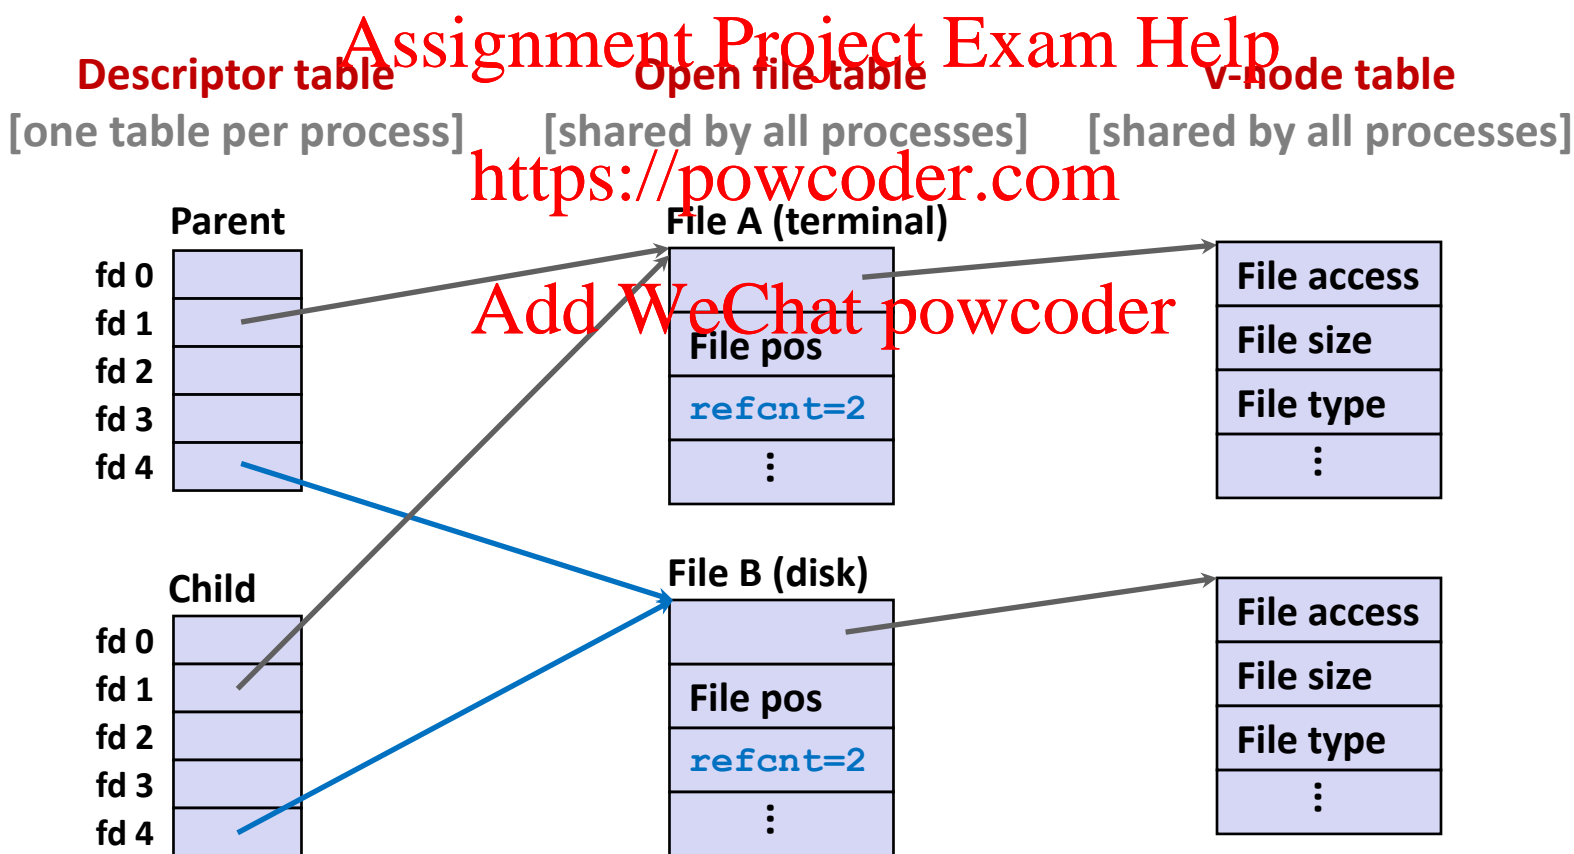 Assignment Project Exam Help
Descriptor table Open file table v-node table
[one table per process] [shared by all processes] [shared by all processes]
https://powcoder.com
Parent File A (terminal)
fd 0 File access
Add WeChat powcoder
fd 1 File pos File size
fd 2
fd 3 refcnt=2 File type
fd 4 ⋮ ⋮
Child File B (disk)
fd 0 File access
fd 1 File pos File size
fd 2 refcnt=2 File type
fd 3
fd 4 ⋮ ⋮